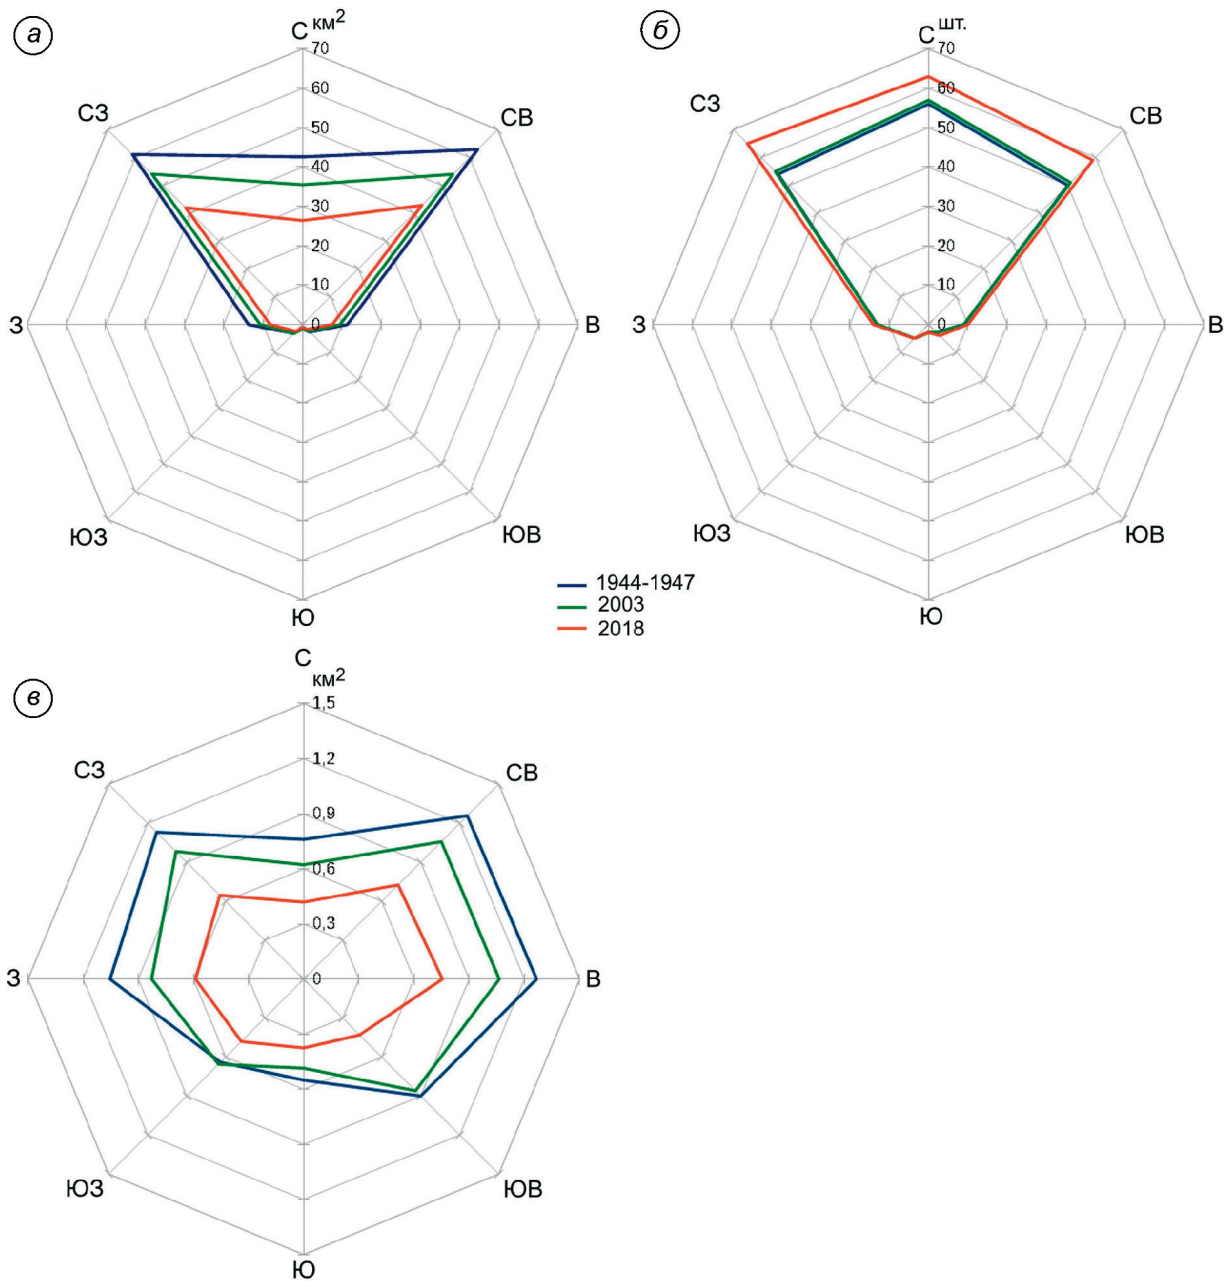 а
С км²
70
60
50
40
30
20
10
0
СЗ
СВ
З
В
ЮЗ
ЮВ
Ю
б
С шт.
70
60
50
40
30
20
10
0
СЗ
СВ
З
В
ЮЗ
ЮВ
Ю
1944-1947
2003
2018
в
С
км²
1,5
1,2
0,9
0,6
0,3
0
СЗ
СВ
З
В
ЮЗ
ЮВ
Ю